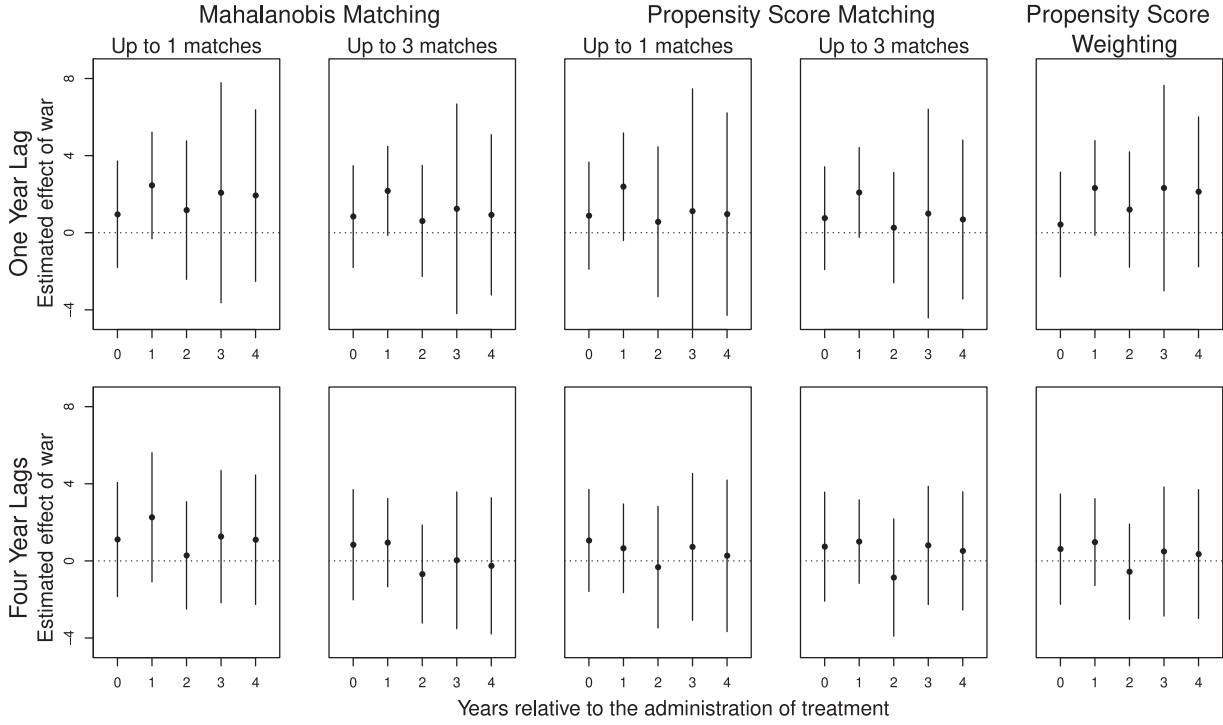 Mahalanobis Matching
Propensity Score Matching
Propensity Score
Weighting
Up to 1 matches
Up to 3 matches
Up to 1 matches
Up to 3 matches
One Year Lag
Estimated effect of war
8
4
0
−4
0 1 2 3 4
0 1 2 3 4
0 1 2 3 4
0 1 2 3 4
0 1 2 3 4
Four Year Lags
Estimated effect of war
8
4
0
−4
0 1 2 3 4
0 1 2 3 4
0 1 2 3 4
0 1 2 3 4
0 1 2 3 4
Years relative to the administration of treatment